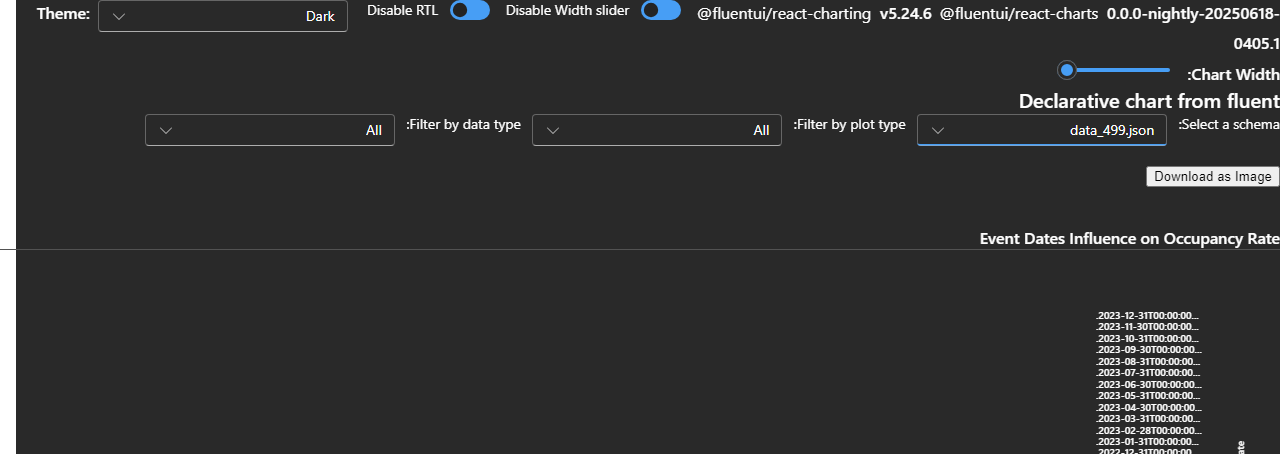 Theme: Dark Disable RTL Disable Width slider @fluentui/react-charting v5.24.6 @fluentui/react-charts 0.0.0-nightly-20250618-
0405.1
:Chart Width
Declarative chart from fluent
:Select a schema data_499.json :Filter by plot type All :Filter by data type All
Download as Image
Event Dates Influence on Occupancy Rate
.2023-12-31T00:00:00...
.2023-11-30T00:00:00...
.2023-10-31T00:00:00...
.2023-09-30T00:00:00...
.2023-08-31T00:00:00...
.2023-07-31T00:00:00...
.2023-06-30T00:00:00...
.2023-05-31T00:00:00...
.2023-04-30T00:00:00...
.2023-03-31T00:00:00...
.2023-02-28T00:00:00...
.2023-01-31T00:00:00...
.2022-12-31T00:00:00...
ate